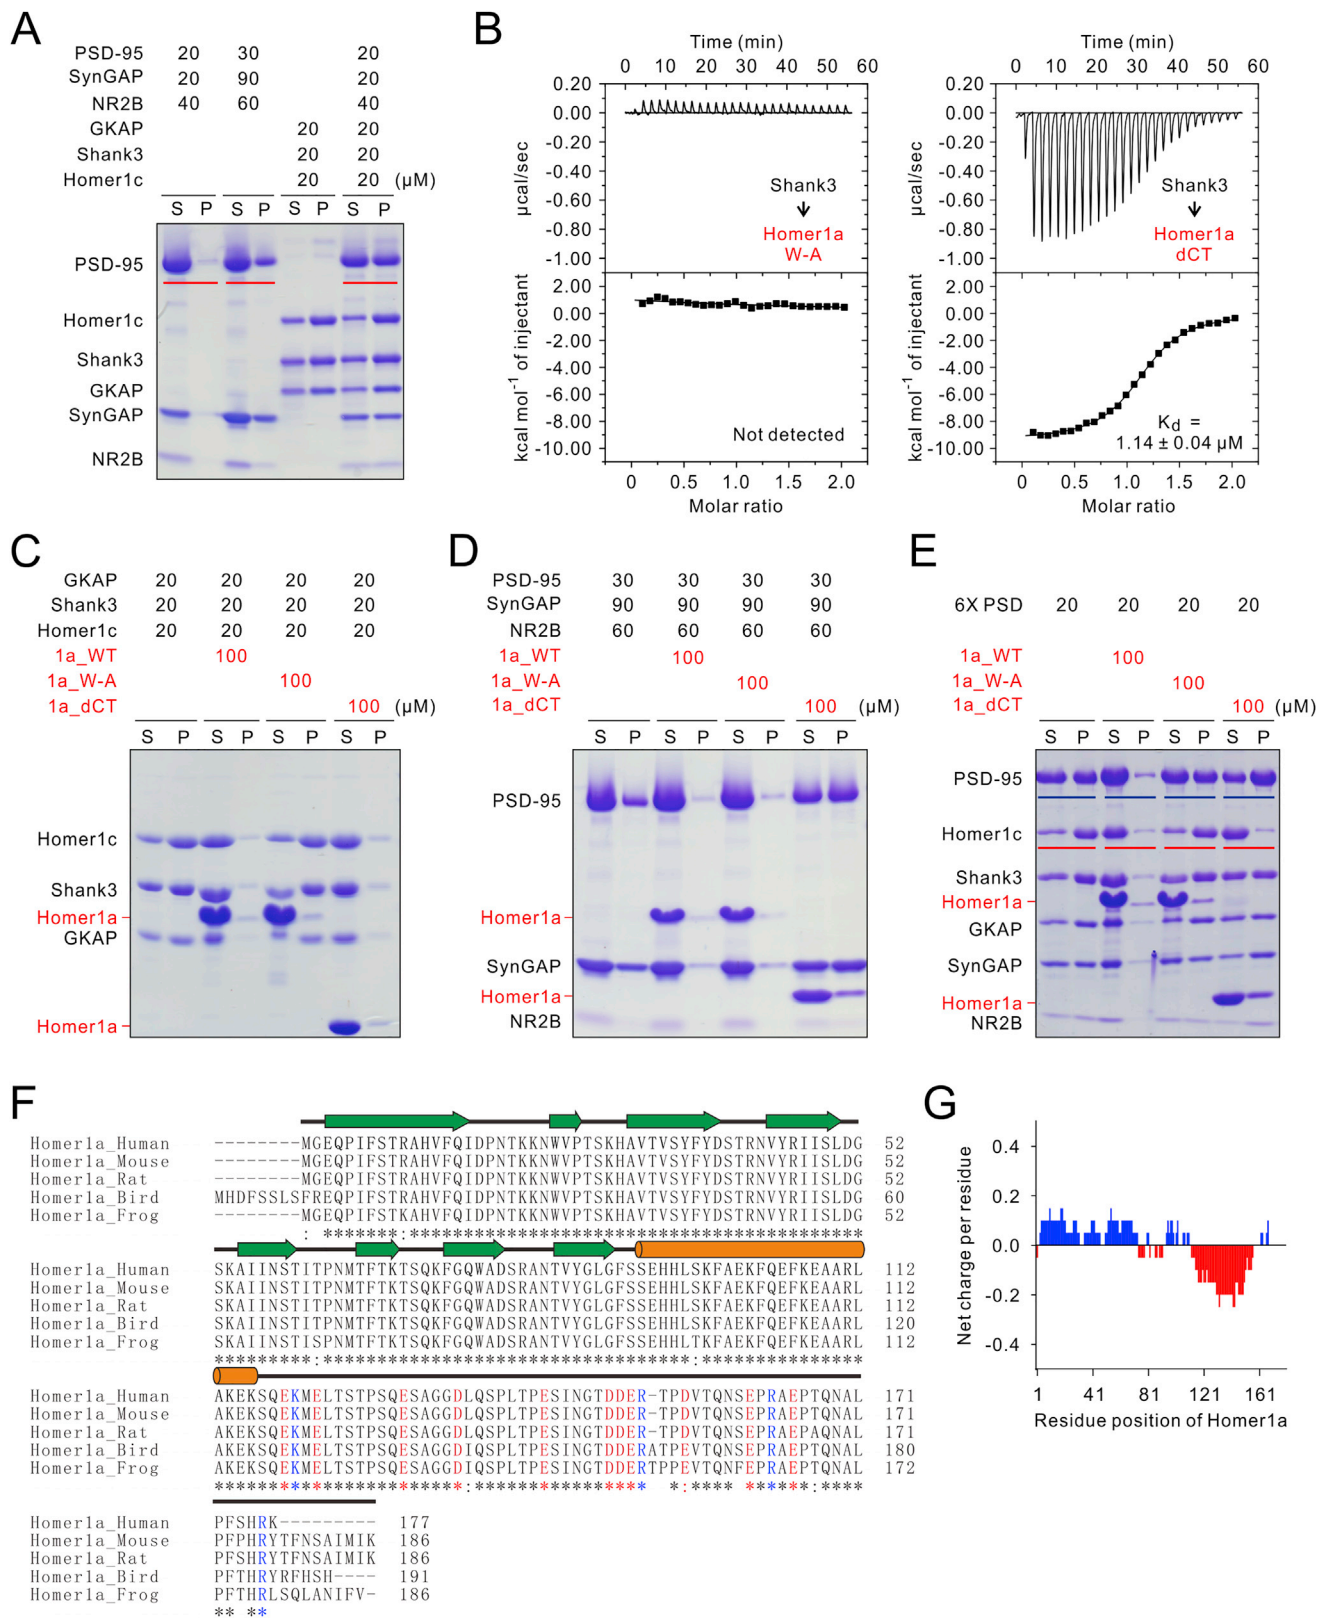 A
PSD-95 20 30 20
SynGAP 20 90 20
NR2B 40 60 40
GKAP 20 20
Shank3 20 20
Homer1c 20 20 (μM)
S P S P S P S P
PSD-95
Homer1c
Shank3
GKAP
SynGAP
NR2B
B
Time (min)
0 10 20 30 40 50 60
0.20
0.00
-0.20
-0.40
-0.60
-0.80
-1.00
μcal/sec
Shank3
Homer1a
W-A
2.00
0.00
-2.00
-4.00
-6.00
-8.00
-10.00
kcal mol-1 of injectant
Not detected
0 0.5 1.0 1.5 2.0
Molar ratio
Time (min)
0 10 20 30 40 50 60
0.20
0.00
-0.20
-0.40
-0.60
-0.80
-1.00
μcal/sec
Shank3
Homer1a
dCT
2.00
0.00
-2.00
-4.00
-6.00
-8.00
-10.00
kcal mol-1 of injectant
Kd =
1.14 ± 0.04 μM
0 0.5 1.0 1.5 2.0
Molar ratio
C
GKAP 20 20 20 20
Shank3 20 20 20 20
Homer1c 20 20 20 20
1a_WT 100
1a_W-A 100
1a_dCT 100 (μM)
S P S P S P S P
Homer1c
Shank3
Homer1a
GKAP
Homer1a
D
PSD-95 30 30 30 30
SynGAP 90 90 90 90
NR2B 60 60 60 60
1a_WT 100
1a_W-A 100
1a_dCT 100 (μM)
S P S P S P S P
PSD-95
Homer1a
SynGAP
Homer1a
NR2B
E
6X PSD 20 20 20 20
1a_WT 100
1a_W-A 100
1a_dCT 100 (μM)
S P S P S P S P
PSD-95
Homer1c
Shank3
Homer1a
GKAP
SynGAP
Homer1a
NR2B
F
Homer1a_Human --------MGEQPIFSTRAHVFQIDPNTKKNWVPTSKHAVTVSYFYDSTRNVYRIISLDG 52
Homer1a_Mouse --------MGEQPIFSTRAHVFQIDPNTKKNWVPTSKHAVTVSYFYDSTRNVYRIISLDG 52
Homer1a_Rat --------MGEQPIFSTRAHVFQIDPNTKKNWVPTSKHAVTVSYFYDSTRNVYRIISLDG 52
Homer1a_Bird MHDFSSLSFREQPIFSTRAHVFQIDPNTKKNWVPTSKHAVTVSYFYDSTRNVYRIISLDG 60
Homer1a_Frog --------MGEQPIFSTKAHVFQIDPNTKKNWVPTSKHAVTVSYFYDSTRNVYRIISLDG 52
: *******:******************************************
Homer1a_Human SKAIINSTITPNMTFTKTSQKFGQWADSRANTVYGLGFSSEHHLSKFAEKFQEFKEAARL 112
Homer1a_Mouse SKAIINSTITPNMTFTKTSQKFGQWADSRANTVYGLGFSSEHHLSKFAEKFQEFKEAARL 112
Homer1a_Rat SKAIINSTITPNMTFTKTSQKFGQWADSRANTVYGLGFSSEHHLSKFAEKFQEFKEAARL 112
Homer1a_Bird SKAIINSTITPNMTFTKTSQKFGQWADSRANTVYGLGFSSEHHLSKFAEKFQEFKEAARL 120
Homer1a_Frog SKAIINSTISPNMTFTKTSQKFGQWADSRANTVYGLGFSSEHHLTKFAEKFQEFKEAARL 112
*********:**********************************:***************
Homer1a_Human AKEKSQEKMELTSTPSQESAGGDLQSPLTPESINGTDDER-TPDVTQNSEPRAEPTQNAL 171
Homer1a_Mouse AKEKSQEKMELTSTPSQESAGGDLQSPLTPESINGTDDER-TPDVTQNSEPRAEPTQNAL 171
Homer1a_Rat AKEKSQEKMELTSTPSQESAGGDLQSPLTPESINGTDDER-TPDVTQNSEPRAEPAQNAL 171
Homer1a_Bird AKEKSQEKMELTSTPSQESAGGDIQSPLTPESINGTDDERATPEVTQNSEPRAEPTQNAL 180
Homer1a_Frog AKEKSQEKMELTSTPSQESAGGDIQSPLTPESINGTDDERTPPEVTQNFEPRAEPTQNAL 172
***********************:**************** *:**** ******:****
Homer1a_Human PFSHRK--------- 177
Homer1a_Mouse PFPHRYTFNSAIMIK 186
Homer1a_Rat PFSHRYTFNSAIMIK 186
Homer1a_Bird PFTHRYRFHSH---- 191
Homer1a_Frog PFTHRLSQLANIFV- 186
** **
G
Net charge per residue
0.4
0.2
0.0
-0.2
-0.4
1 41 81 121 161
Residue position of Homer1a